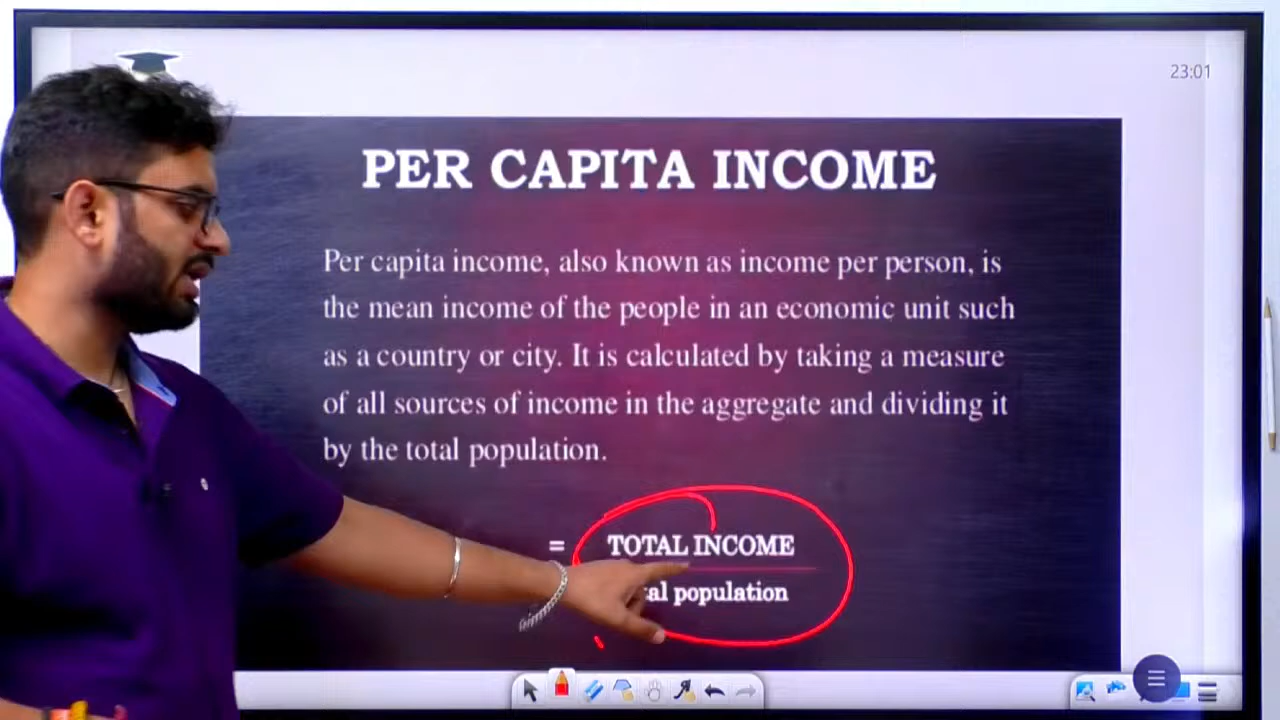 23:01
PER CAPITA INCOME
Per capita income, also known as income per person, is
the mean income of the people in an economic unit such
as a country or city. It is calculated by taking a measure
of all sources of income in the aggregate and dividing it
by the total population.
= TOTAL INCOME
population